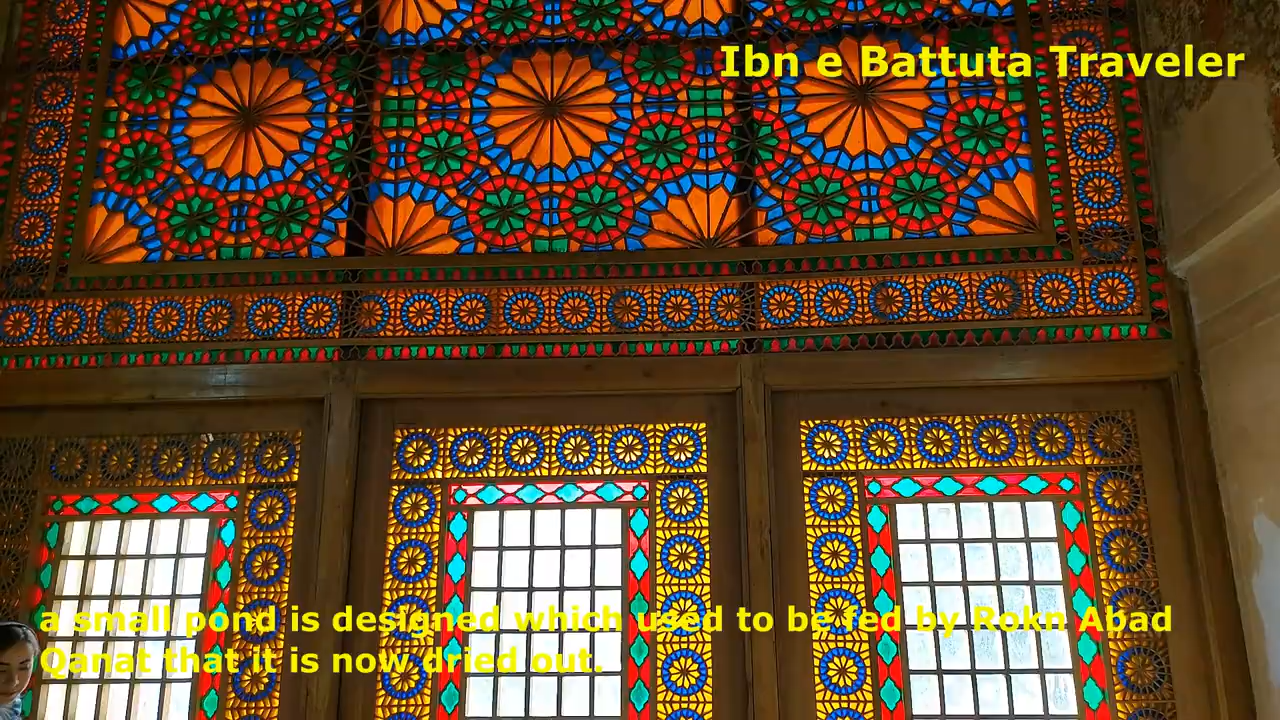 Ibn e Battuta Traveler
a small pond is designed which used to be fed by Rokn Abad
Qanat that it is now dried out.